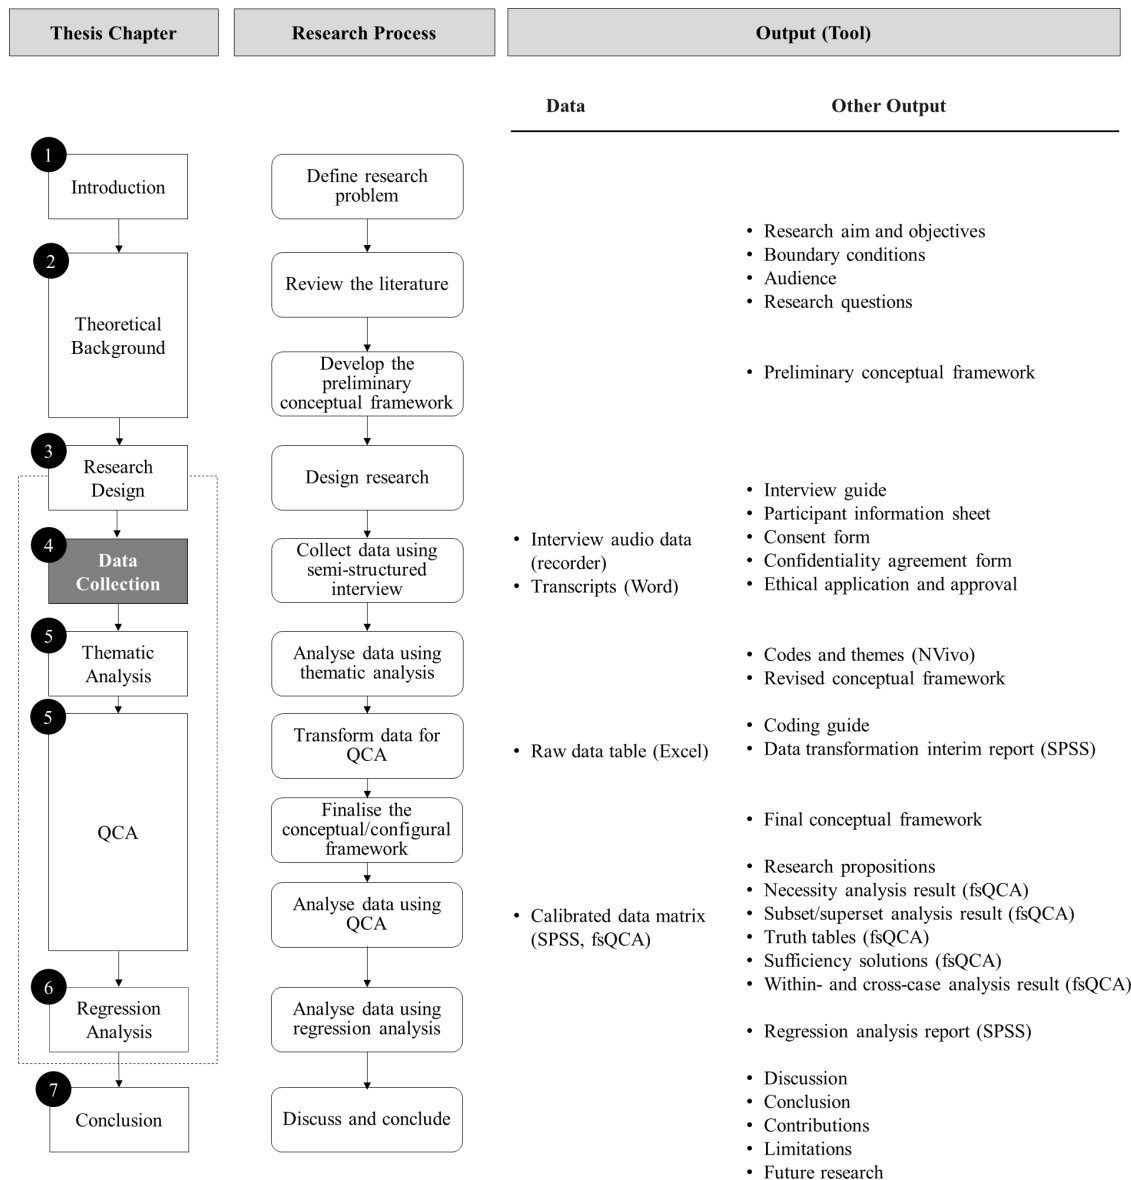 Thesis Chapter
Research Process
Output (Tool)
Data
Other Output
1
Introduction
2
Theoretical
Background
3
Research
Design
4
Data
Collection
5
Thematic
Analysis
5
QCA
6
Regression
Analysis
7
Conclusion
Define research
problem
Review the literature
Develop the
preliminary
conceptual framework
Design research
Collect data using
semi-structured
interview
Analyse data using
thematic analysis
Transform data for
QCA
Finalise the
conceptual/configural
framework
Analyse data using
QCA
Analyse data using
regression analysis
Discuss and conclude
• Interview audio data
(recorder)
• Transcripts (Word)
• Raw data table (Excel)
• Calibrated data matrix
(SPSS, fsQCA)
• Research aim and objectives
• Boundary conditions
• Audience
• Research questions
• Preliminary conceptual framework
• Interview guide
• Participant information sheet
• Consent form
• Confidentiality agreement form
• Ethical application and approval
• Codes and themes (NVivo)
• Revised conceptual framework
• Coding guide
• Data transformation interim report (SPSS)
• Final conceptual framework
• Research propositions
• Necessity analysis result (fsQCA)
• Subset/superset analysis result (fsQCA)
• Truth tables (fsQCA)
• Sufficiency solutions (fsQCA)
• Within- and cross-case analysis result (fsQCA)
• Regression analysis report (SPSS)
• Discussion
• Conclusion
• Contributions
• Limitations
• Future research